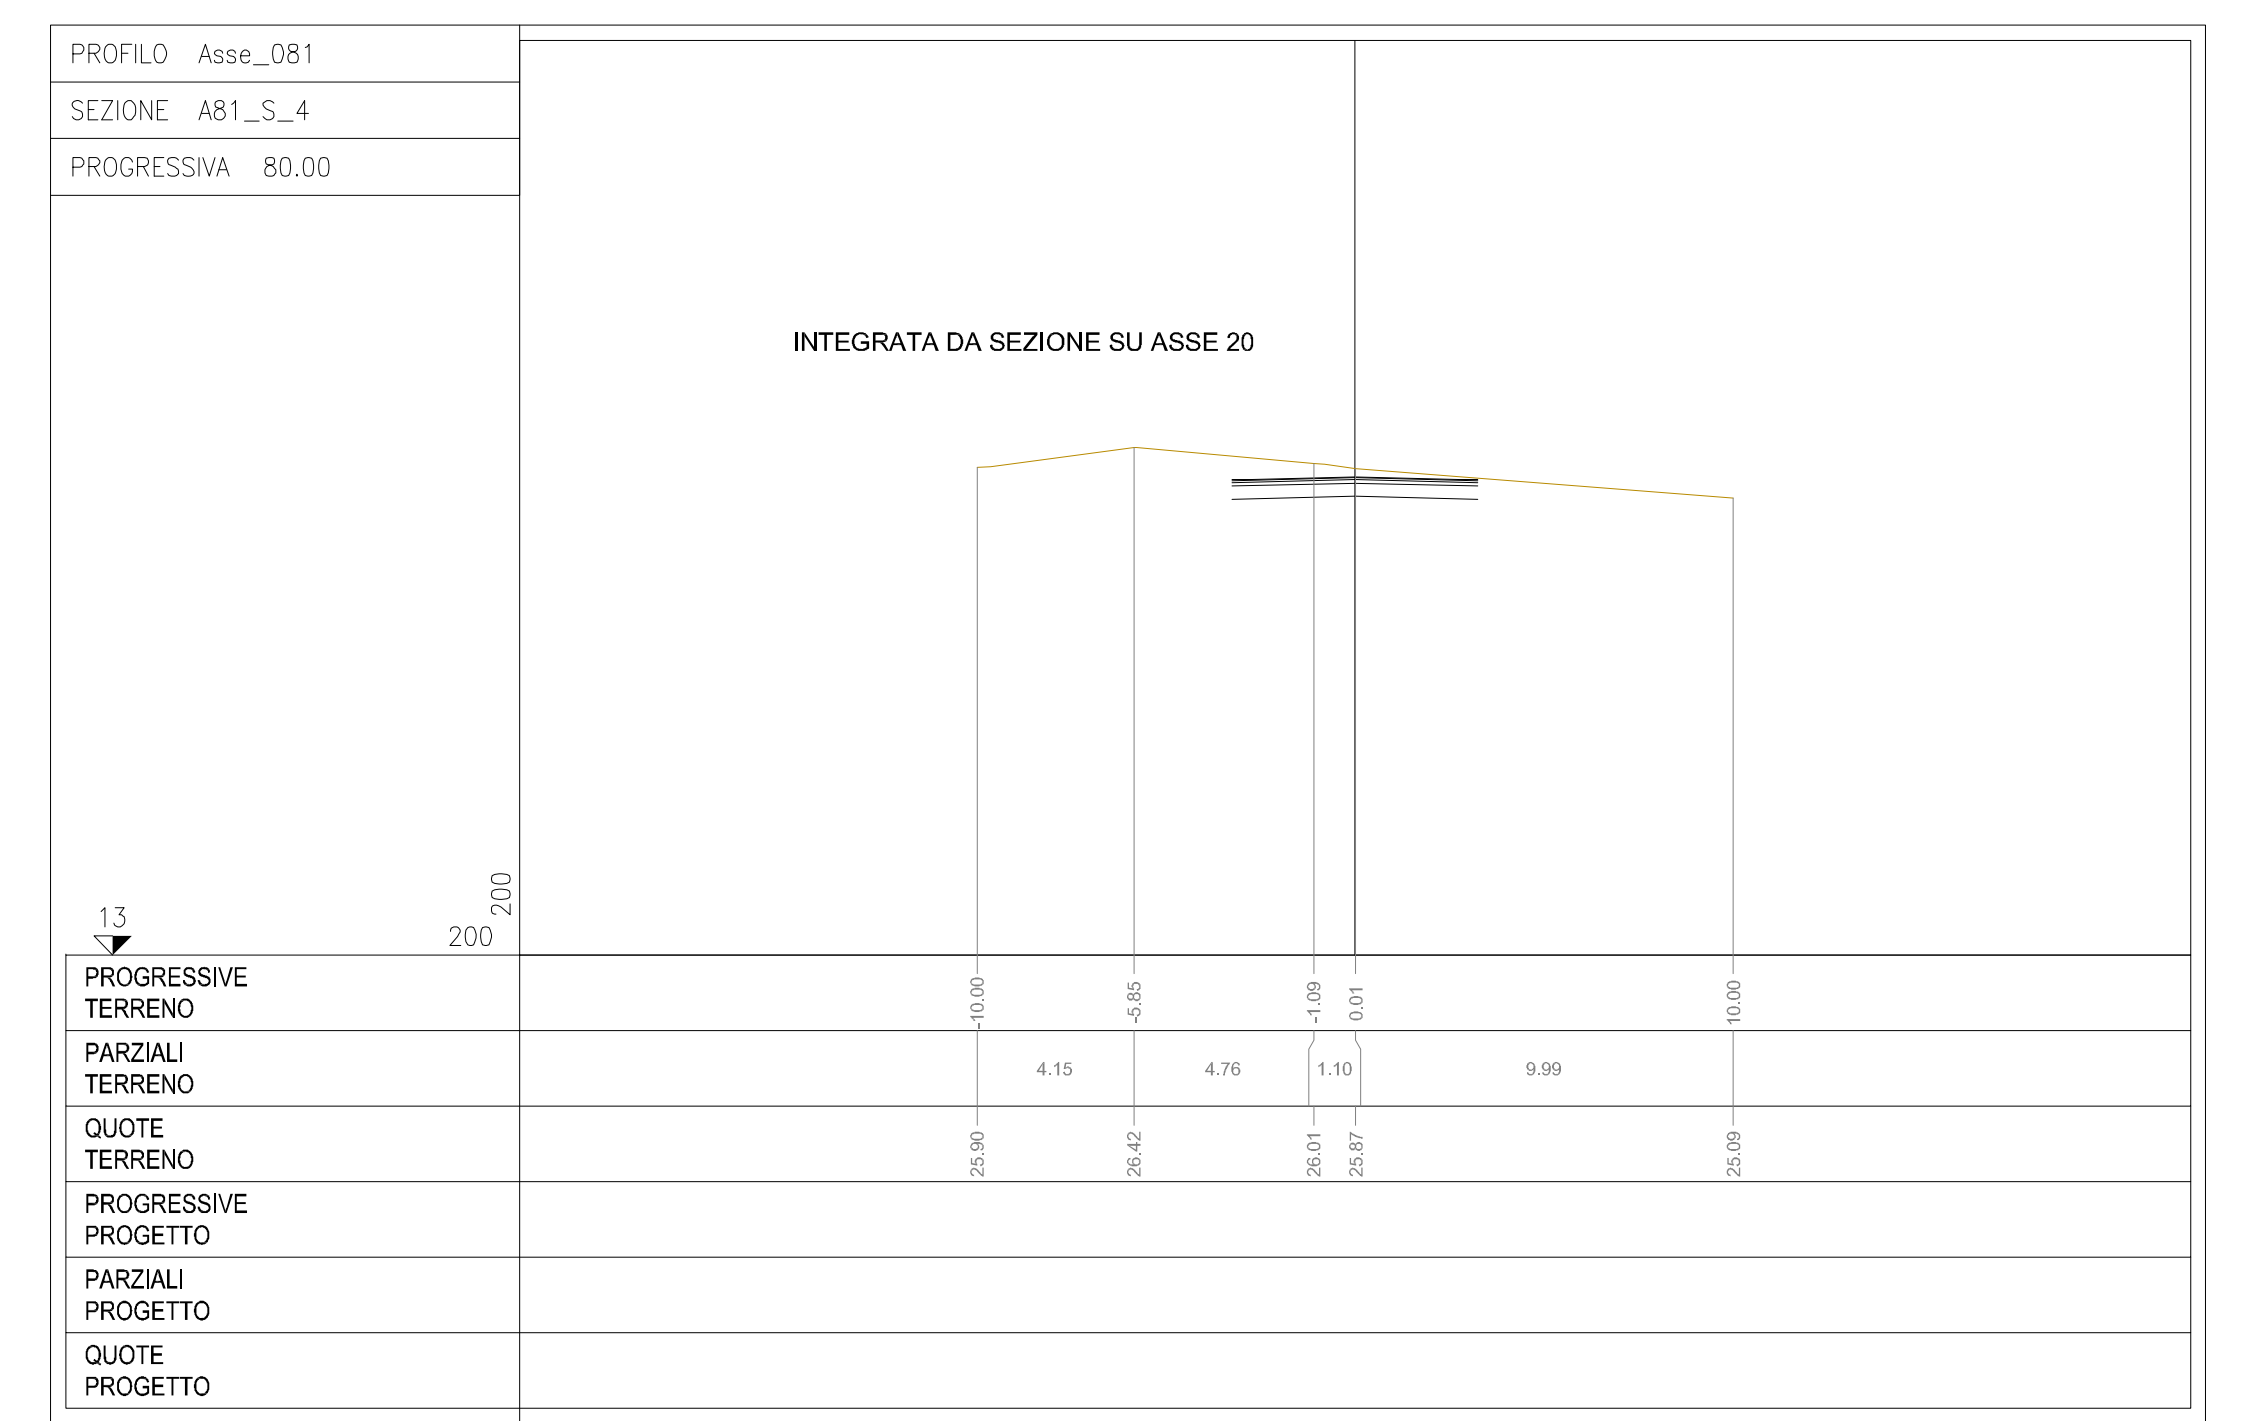 PROFILO Asse_081
SEZIONE A81_S_4
PROGRESSIVA 80.00
INTEGRATA DA SEZIONE SU ASSE 20
200
13
200
PROGRESSIVE
TERRENO
-10.00 -5.85 -1.09 0.01 10.00
PARZIALI
TERRENO
4.15 4.76 1.10 9.99
QUOTE
TERRENO
25.90 26.42 26.01 25.87 25.09
PROGRESSIVE
PROGETTO
PARZIALI
PROGETTO
QUOTE
PROGETTO